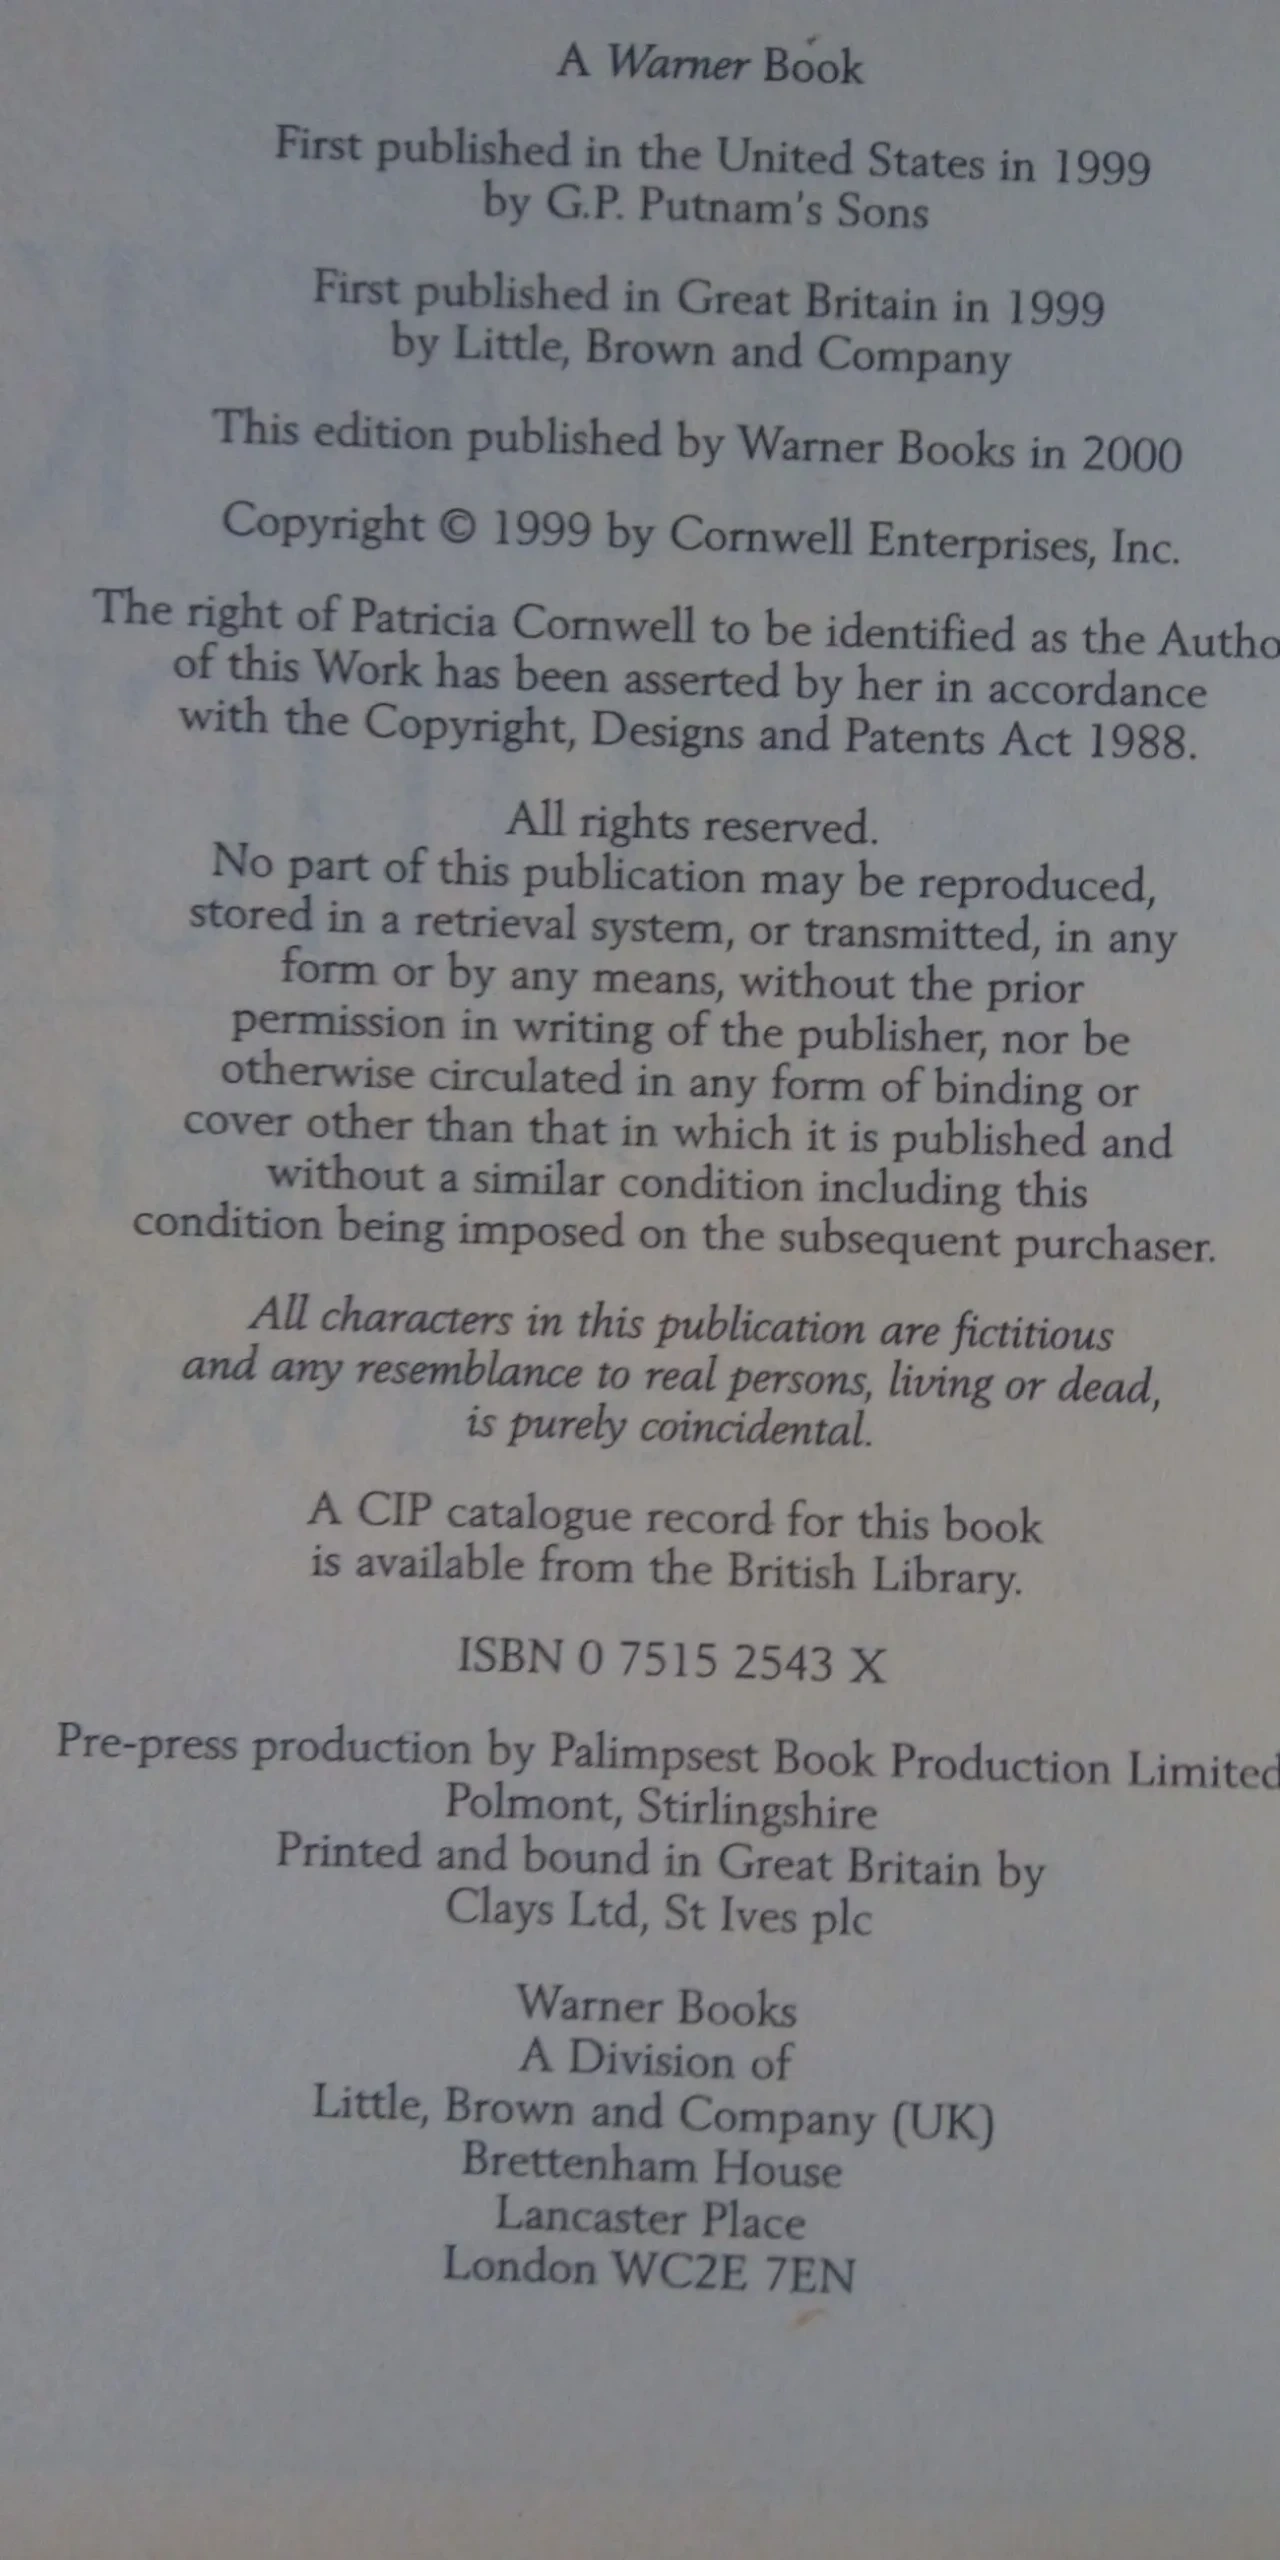 A Warner Book
First published in the United States in 1999
by G.P. Putnam's Sons
First published in Great Britain in 1999
by Little, Brown and Company
This edition published by Warner Books in 2000
Copyright © 1999 by Cornwell Enterprises, Inc.
The right of Patricia Cornwell to be identified as the Autho
of this Work has been asserted by her in accordance
with the Copyright, Designs and Patents Act 1988.
All rights reserved.
No part of this publication may be reproduced,
stored in a retrieval system, or transmitted, in any
form or by any means, without the prior
permission in writing of the publisher, nor be
otherwise circulated in any form of binding or
cover other than that in which it is published and
without a similar condition including this
condition being imposed on the subsequent purchaser.
All characters in this publication are fictitious
and any resemblance to real persons, living or dead,
is purely coincidental.
A CIP catalogue record for this book
is available from the British Library.
ISBN 0 7515 2543 X
Pre-press production by Palimpsest Book Production Limited
Polmont, Stirlingshire
Printed and bound in Great Britain by
Clays Ltd, St Ives plc
Warner Books
A Division of
Little, Brown and Company (UK)
Brettenham House
Lancaster Place
London WC2E 7EN